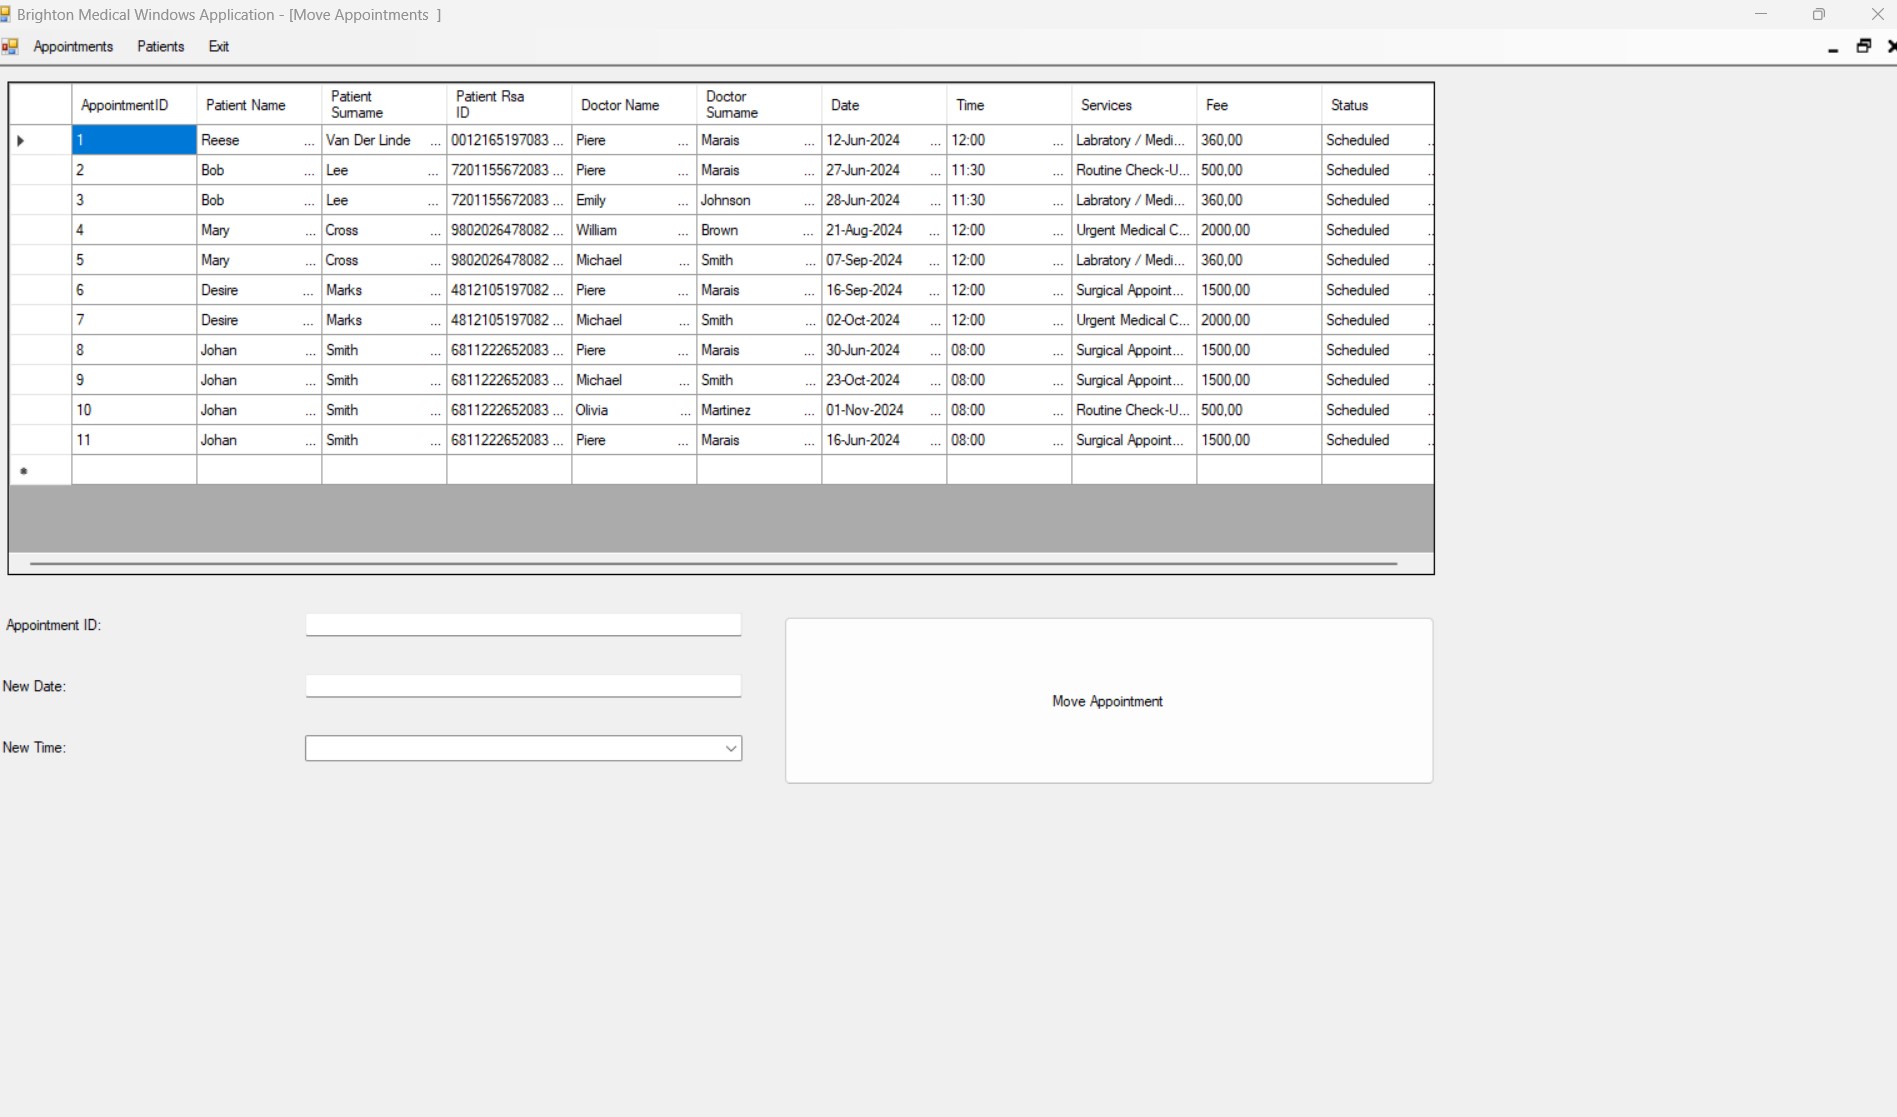 Brighton Medical Windows Application - [Move Appointments ]
Appointments Patients Exit
AppointmentID Patient Name Patient Surname Patient Rsa ID Doctor Name Doctor Surname Date Time Services Fee Status
1 Reese ... Van Der Linde ... 0012165197083 ... Piere ... Marais ... 12-Jun-2024 ... 12:00 ... Labratory / Medi... 360,00 Scheduled ..
2 Bob ... Lee ... 7201155672083 ... Piere ... Marais ... 27-Jun-2024 ... 11:30 ... Routine Check-U... 500,00 Scheduled ..
3 Bob ... Lee ... 7201155672083 ... Emily ... Johnson ... 28-Jun-2024 ... 11:30 ... Labratory / Medi... 360,00 Scheduled ..
4 Mary ... Cross ... 9802026478082 ... William ... Brown ... 21-Aug-2024 ... 12:00 ... Urgent Medical C... 2000,00 Scheduled ..
5 Mary ... Cross ... 9802026478082 ... Michael ... Smith ... 07-Sep-2024 ... 12:00 ... Labratory / Medi... 360,00 Scheduled ..
6 Desire ... Marks ... 4812105197082 ... Piere ... Marais ... 16-Sep-2024 ... 12:00 ... Surgical Appoint... 1500,00 Scheduled ..
7 Desire ... Marks ... 4812105197082 ... Michael ... Smith ... 02-Oct-2024 ... 12:00 ... Urgent Medical C... 2000,00 Scheduled ..
8 Johan ... Smith ... 6811222652083 ... Piere ... Marais ... 30-Jun-2024 ... 08:00 ... Surgical Appoint... 1500,00 Scheduled ..
9 Johan ... Smith ... 6811222652083 ... Michael ... Smith ... 23-Oct-2024 ... 08:00 ... Surgical Appoint... 1500,00 Scheduled ..
10 Johan ... Smith ... 6811222652083 ... Olivia ... Martinez ... 01-Nov-2024 ... 08:00 ... Routine Check-U... 500,00 Scheduled ..
11 Johan ... Smith ... 6811222652083 ... Piere ... Marais ... 16-Jun-2024 ... 08:00 ... Surgical Appoint... 1500,00 Scheduled ..
Appointment ID:
New Date:
Move Appointment
New Time: